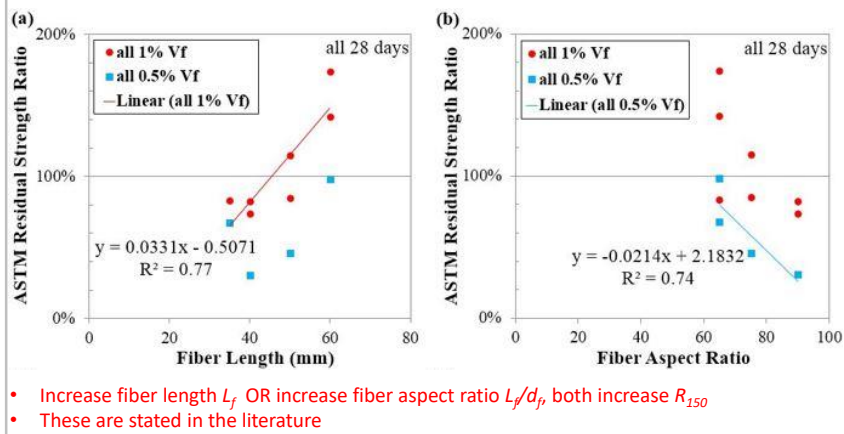 (a)
200%
100%
0%
ASTM Residual Strength Ratio
all 1% Vf
all 0.5% Vf
Linear (all 1% Vf)
all 28 days
y = 0.0331x - 0.5071
R² = 0.77
0 20 40 60 80
Fiber Length (mm)
(b)
200%
100%
0%
ASTM Residual Strength Ratio
all 1% Vf
all 0.5% Vf
Linear (all 0.5% Vf)
all 28 days
y = -0.0214x + 2.1832
R² = 0.74
0 20 40 60 80 100
Fiber Aspect Ratio
• Increase fiber length Lf OR increase fiber aspect ratio Lf/df, both increase R150
• These are stated in the literature